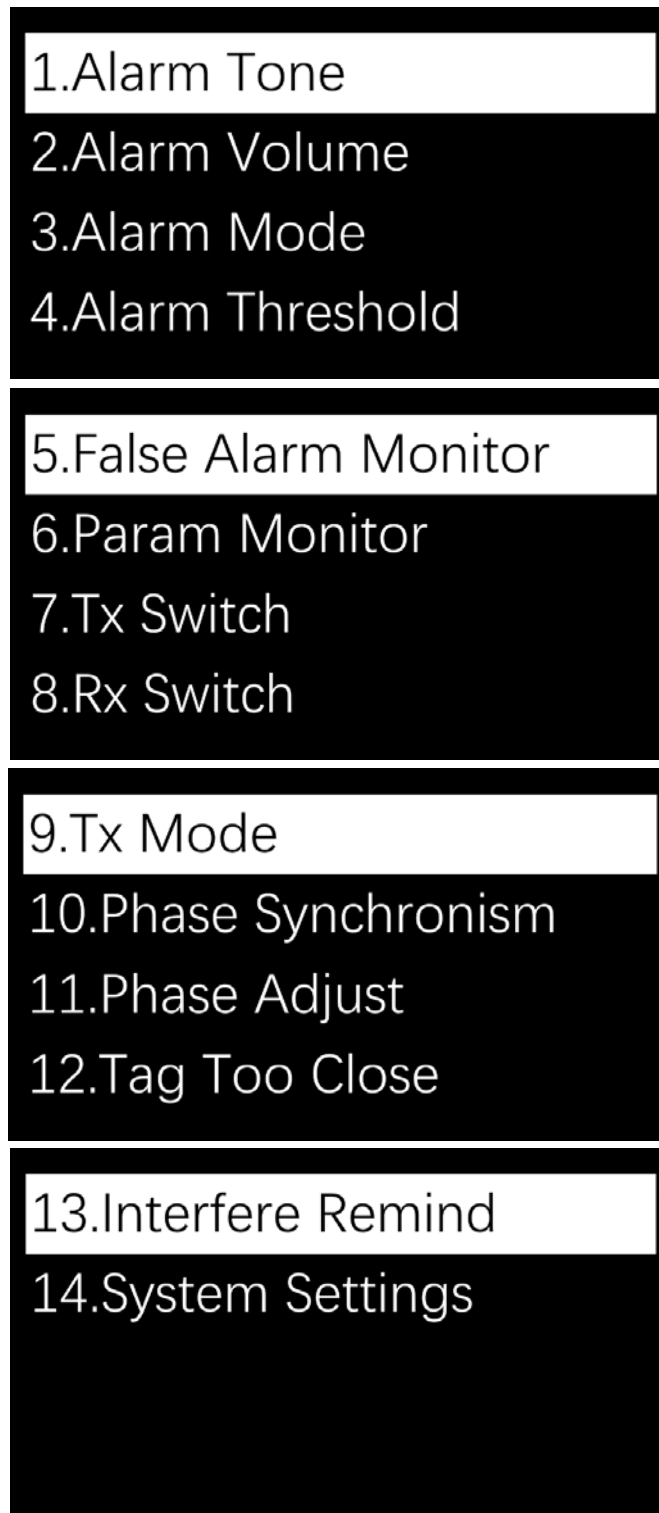 1.Alarm Tone
2.Alarm Volume
3.Alarm Mode
4.Alarm Threshold
5.False Alarm Monitor
6.Param Monitor
7.Tx Switch
8.Rx Switch
9.Tx Mode
10.Phase Synchronism
11.Phase Adjust
12.Tag Too Close
13.Interfere Remind
14.System Settings